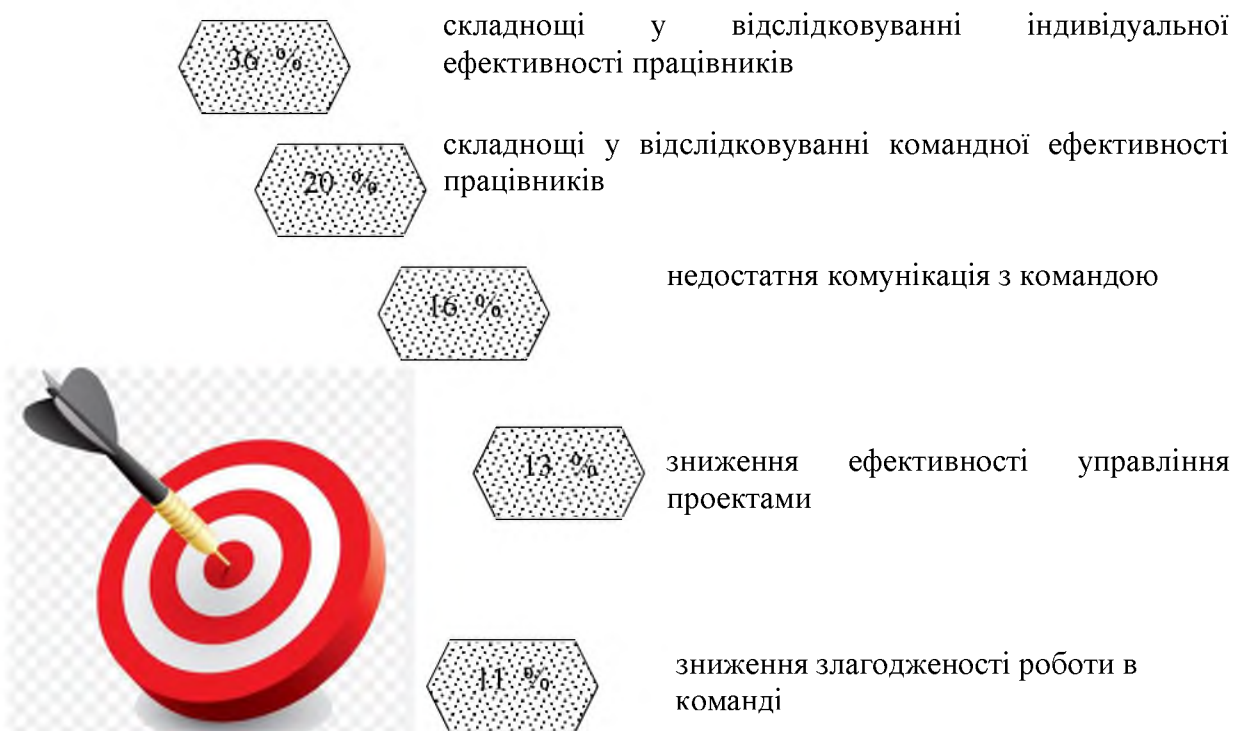 36 %
складнощі у відслідковуванні індивідуальної
ефективності працівників
20 %
складнощі у відслідковуванні командної ефективності
працівників
16 %
недостатня комунікація з командою
13 %
зниження ефективності управління
проектами
11 %
зниження злагодженості роботи в
команді